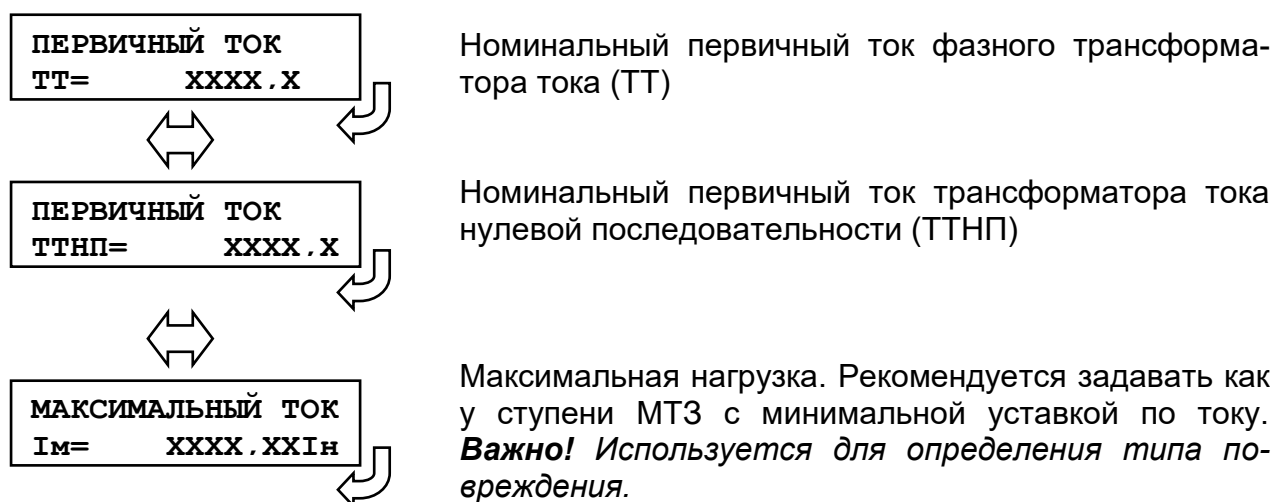 ПЕРВИЧНЫЙ ТОК
ТТ= XXXX,X
Номинальный первичный ток фазного трансформа-
тора тока (ТТ)
ПЕРВИЧНЫЙ ТОК
ТТНП= XXXX,X
Номинальный первичный ток трансформатора тока
нулевой последовательности (ТТНП)
МАКСИМАЛЬНЫЙ ТОК
Iм= XXXX,XXIн
Максимальная нагрузка. Рекомендуется задавать как
у ступени МТЗ с минимальной уставкой по току.
Важно! Используется для определения типа по-
вреждения.